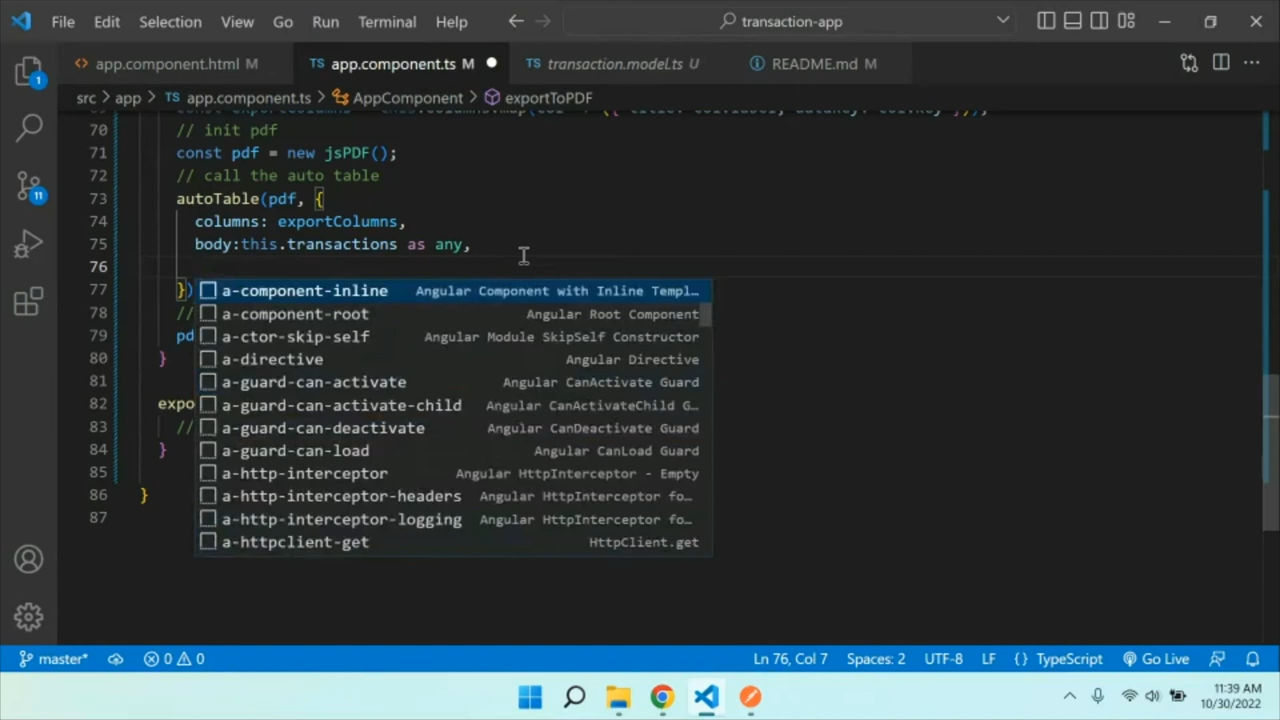 File Edit Selection View Go Run Terminal Help transaction-app
app.component.html M app.component.ts M transaction.model.ts U README.md M
src > app > TS app.component.ts > AppComponent > exportToPDF
70 // init pdf
71 const pdf = new jsPDF();
72 // call the auto table
73 autoTable(pdf, {
74 columns: exportColumns,
75 body:this.transactions as any,
76
77 })
78 //
79 pd
80 }
81
82 expo
83 //
84 }
85
86 }
87
a-component-inline Angular Component with Inline Templ…
a-component-root Angular Root Component
a-ctor-skip-self Angular Module SkipSelf Constructor
a-directive Angular Directive
a-guard-can-activate Angular CanActivate Guard
a-guard-can-activate-child Angular CanActivateChild G…
a-guard-can-deactivate Angular CanDeactivate Guard
a-guard-can-load Angular CanLoad Guard
a-http-interceptor Angular HttpInterceptor - Empty
a-http-interceptor-headers Angular HttpInterceptor fo…
a-http-interceptor-logging Angular HttpInterceptor fo…
a-httpclient-get HttpClient.get
1
11
master* 0 0 Ln 76, Col 7 Spaces: 2 UTF-8 LF {} TypeScript Go Live
11:39 AM
10/30/2022